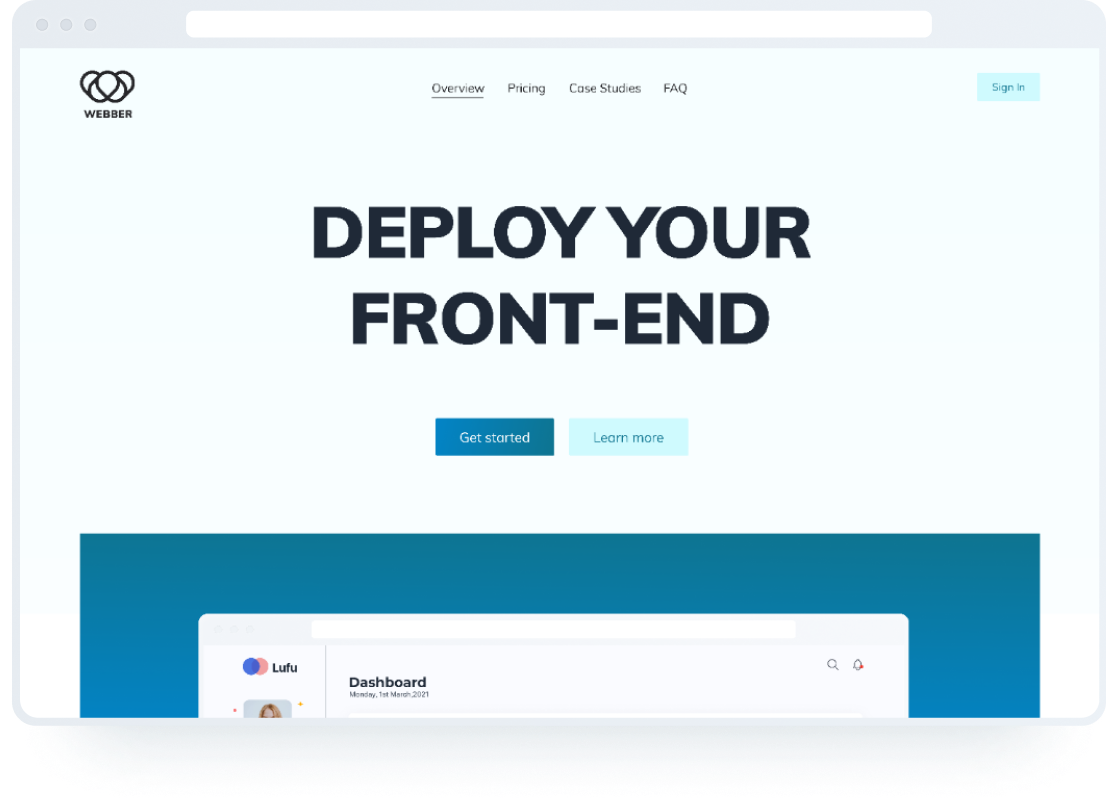 WEBBER
Overview Pricing Case Studies FAQ
Sign In
DEPLOY YOUR
FRONT-END
Get started Learn more
Lufu
Dashboard
Monday, 1st March,2021